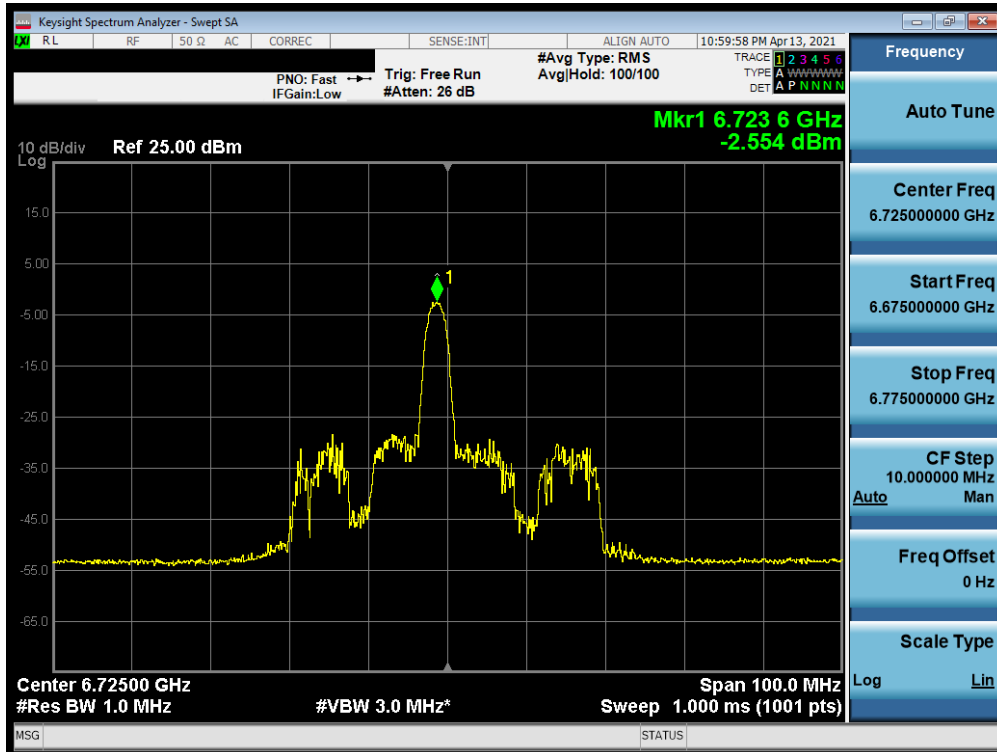 Keysight Spectrum Analyzer - Swept SA
LXI RL RF 50 Ω AC CORREC SENSE:INT ALIGN AUTO 10:59:58 PM Apr 13, 2021
PNO: Fast
IFGain:Low
Trig: Free Run
#Atten: 26 dB
#Avg Type: RMS
Avg|Hold: 100/100
TRACE 1 2 3 4 5 6
TYPE A WWWWW
DET A P N N N N
Mkr1 6.723 6 GHz
-2.554 dBm
10 dB/div Ref 25.00 dBm
Log
15.0
5.00
-5.00
-15.0
-25.0
-35.0
-45.0
-55.0
-65.0
1
Center 6.72500 GHz Span 100.0 MHz
#Res BW 1.0 MHz #VBW 3.0 MHz* Sweep 1.000 ms (1001 pts)
MSG STATUS
Frequency
Auto Tune
Center Freq
6.725000000 GHz
Start Freq
6.675000000 GHz
Stop Freq
6.775000000 GHz
CF Step
10.000000 MHz
Auto Man
Freq Offset
0 Hz
Scale Type
Log Lin